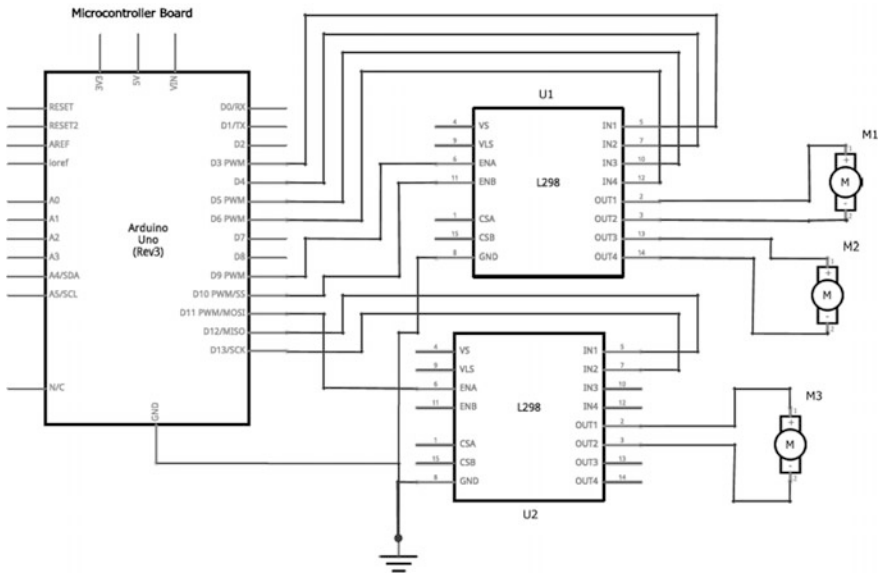 Microcontroller Board
3V3
5V
VIN
RESET
RESET2
AREF
ioref
A0
A1
A2
A3
A4/SDA
A5/SCL
N/C
Arduino
Uno
(Rev3)
D0/RX
D1/TX
D2
D3 PWM
D4
D5 PWM
D6 PWM
D7
D8
D9 PWM
D10 PWM/SS
D11 PWM/MOSI
D12/MISO
D13/SCK
GND
U1
4 VS
9 VLS
6 ENA
11 ENB
1 CSA
15 CSB
8 GND
L298
IN1 5
IN2 7
IN3 10
IN4 12
OUT1 2
OUT2 3
OUT3 13
OUT4 14
M1
1
+
M
-
2
M2
1
+
M
-
2
4 VS
9 VLS
6 ENA
11 ENB
1 CSA
15 CSB
8 GND
L298
IN1 5
IN2 7
IN3 10
IN4 12
OUT1 2
OUT2 3
OUT3 13
OUT4 14
U2
M3
1
+
M
-
2